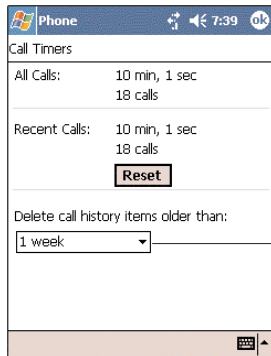 Phone 7:39 ok
Call Timers
All Calls: 10 min, 1 sec
18 calls
Recent Calls: 10 min, 1 sec
18 calls
Reset
Delete call history items older than:
1 week